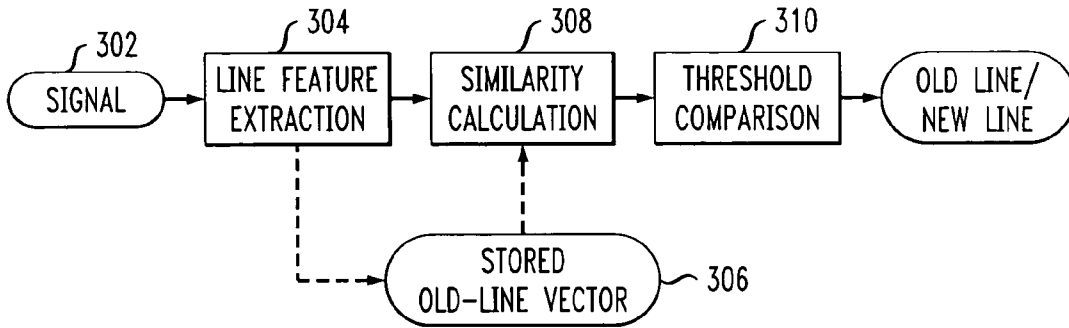 302
SIGNAL
304
LINE FEATURE
EXTRACTION
308
SIMILARITY
CALCULATION
310
THRESHOLD
COMPARISON
OLD LINE/
NEW LINE
STORED
OLD-LINE VECTOR
306